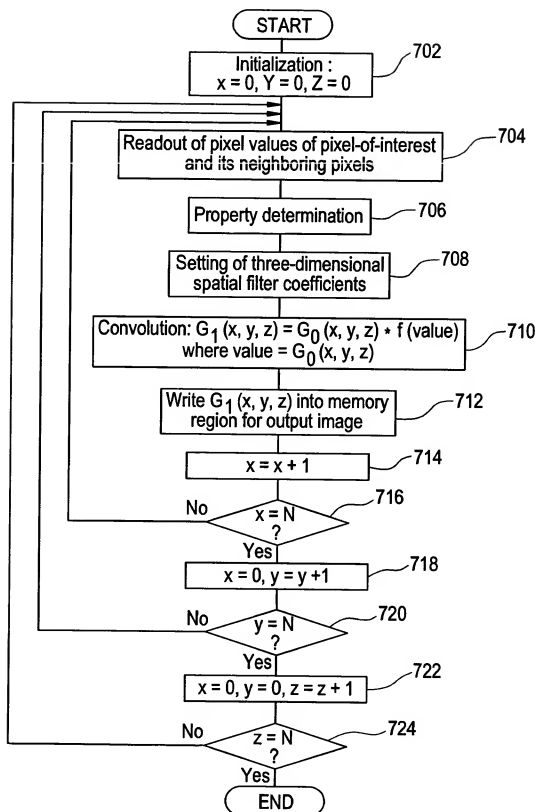 START
Initialization :
x = 0, Y = 0, Z = 0
702
Readout of pixel values of pixel-of-interest
and its neighboring pixels
704
Property determination
706
Setting of three-dimensional
spatial filter coefficients
708
Convolution: G1 (x, y, z) = G0 (x, y, z) * f (value)
where value = G0 (x, y, z)
710
Write G1 (x, y, z) into memory
region for output image
712
x = x + 1
714
716
No
x = N
?
Yes
x = 0, y = y +1
718
720
No
y = N
?
Yes
x = 0, y = 0, z = z + 1
722
724
No
z = N
?
Yes
END